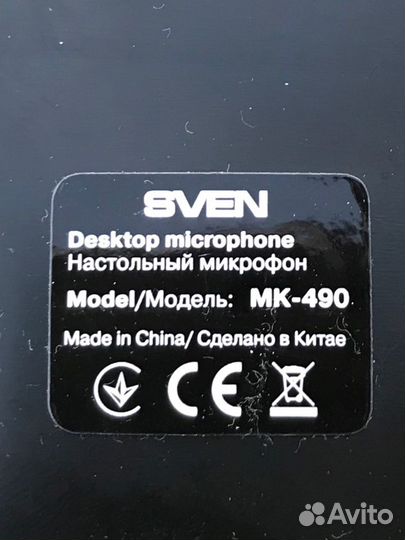 SVEN
Desktop microphone
Настольный микрофон
Model/Модель: MK-490
Made in China/ Сделано в Китае
CE
Avito